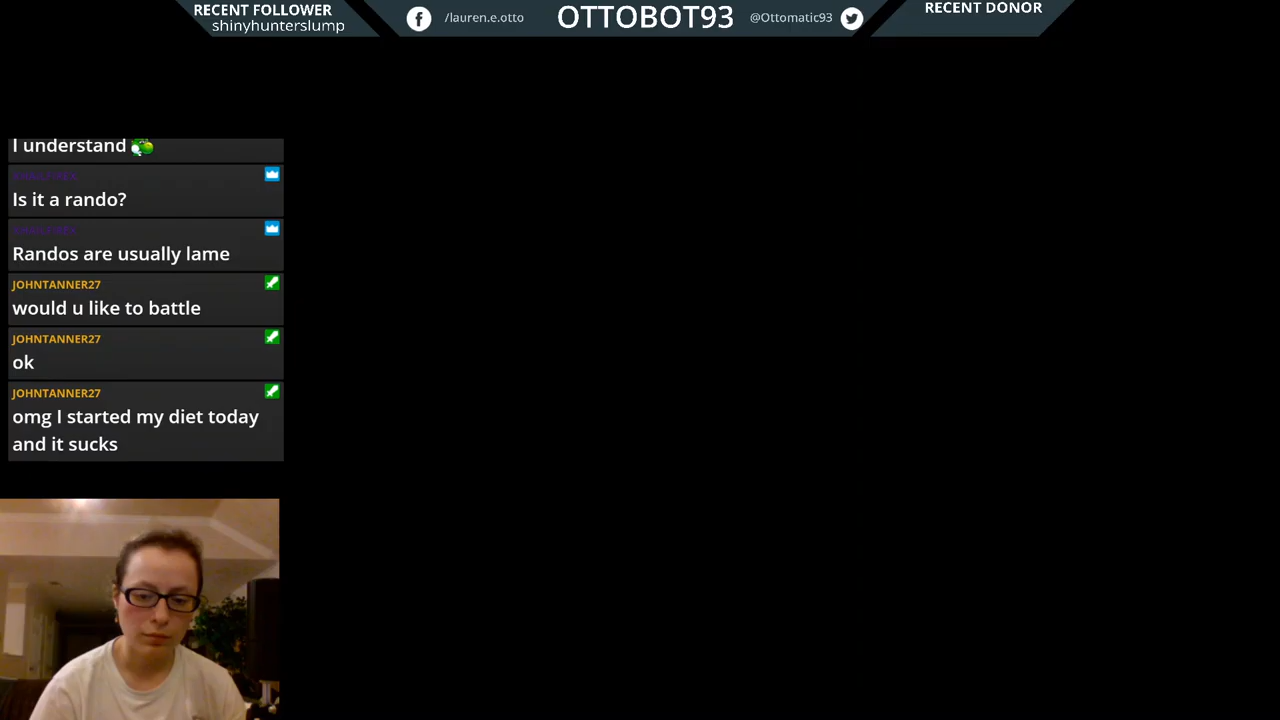 RECENT FOLLOWER
shinyhunterslump
/lauren.e.otto
OTTOBOT93
@Ottomatic93
RECENT DONOR
I understand
Is it a rando?
Randos are usually lame
JOHNTANNER27
would u like to battle
JOHNTANNER27
ok
JOHNTANNER27
omg I started my diet today
and it sucks